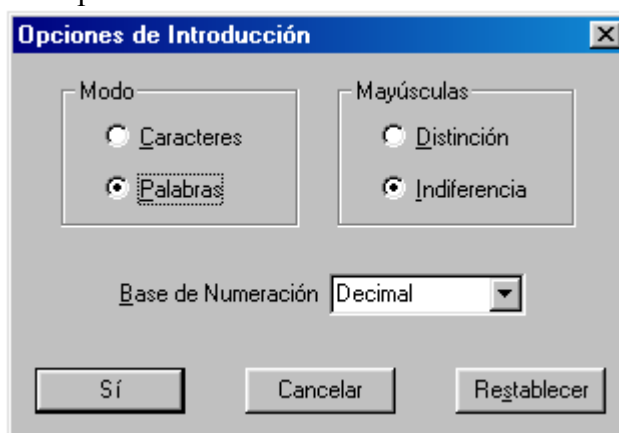 Opciones de Introducción
Modo
Mayúsculas
Caracteres
Distinción
Palabras
Indiferencia
Base de Numeración Decimal
Sí Cancelar Restablecer